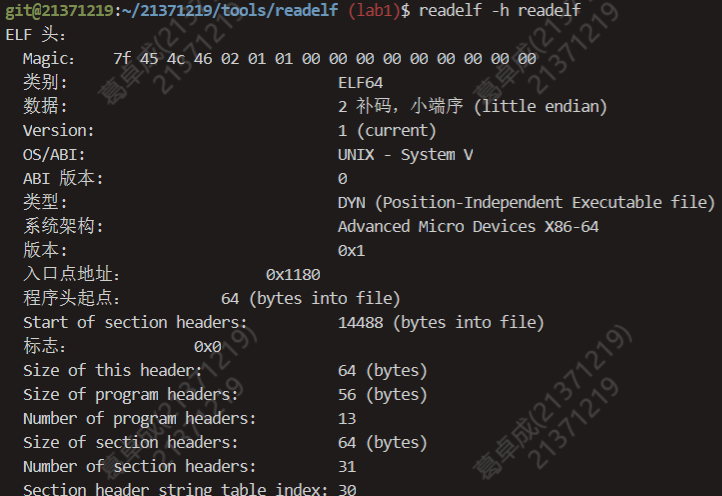 git@21371219:~/21371219/tools/readelf (lab1)$ readelf -h readelf
ELF 头：
  Magic：  7f 45 4c 46 02 01 01 00 00 00 00 00 00 00 00 00
  类别:                              ELF64
  数据:                              2 补码，小端序 (little endian)
  Version:                           1 (current)
  OS/ABI:                            UNIX - System V
  ABI 版本:                          0
  类型:                              DYN (Position-Independent Executable file)
  系统架构:                          Advanced Micro Devices X86-64
  版本:                              0x1
  入口点地址：              0x1180
  程序头起点：          64 (bytes into file)
  Start of section headers:          14488 (bytes into file)
  标志：             0x0
  Size of this header:               64 (bytes)
  Size of program headers:           56 (bytes)
  Number of program headers:         13
  Size of section headers:           64 (bytes)
  Number of section headers:         31
  Section header string table index: 30
葛卓成(21371219)
21371219
葛卓成(21371219)
21371219
葛卓成(21371219)
21371219
葛卓成(21371219)
21371219